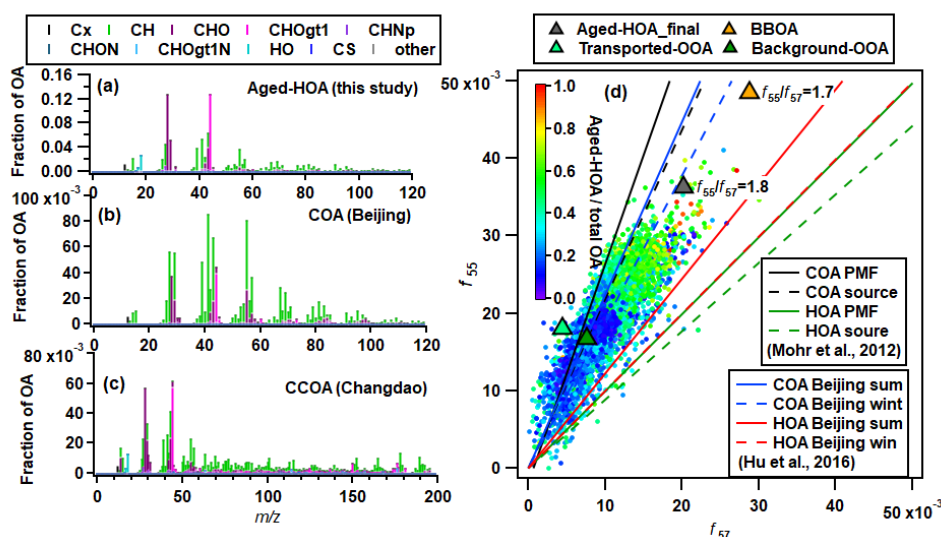 Cx CH CHO CHOgt1 CHNp
CHON CHOgt1N HO CS other
Aged-HOA_final BBOA
Transported-OOA Background-OOA
(a) Aged-HOA (this study)
Fraction of OA
0.16
0.12
0.08
0.04
0.00
0 20 40 60 80 100 120
100 x10⁻³
(b) COA (Beijing)
Fraction of OA
80
60
40
20
0
0 20 40 60 80 100 120
80 x10⁻³
(c) CCOA (Changdao)
Fraction of OA
60
40
20
0
0 50 100 150 200
m/z
50 x10⁻³
(d)
40
30
20
10
0
f 55
1.0
0.8
0.6
0.4
0.2
0.0
Aged-HOA / total OA
f55/f57=1.7
f55/f57=1.8
COA PMF
COA source
HOA PMF
HOA soure
(Mohr et al., 2012)
COA Beijing sum
COA Beijing wint
HOA Beijing sum
HOA Beijing win
(Hu et al., 2016)
0 10 20 30 50 x10⁻³
f 57